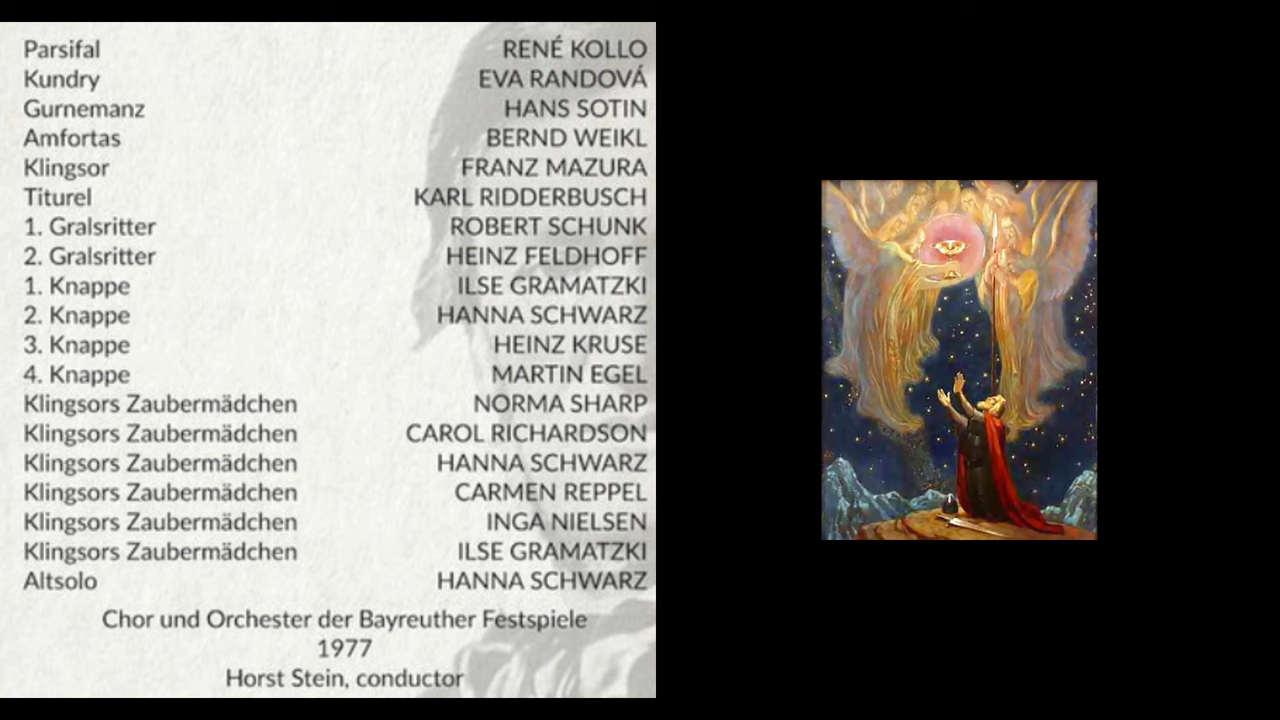 Parsifal RENÉ KOLLO
Kundry EVA RANDOVÁ
Gurnemanz HANS SOTIN
Amfortas BERND WEIKL
Klingsor FRANZ MAZURA
Titurel KARL RIDDERBUSCH
1. Gralsritter ROBERT SCHUNK
2. Gralsritter HEINZ FELDHOFF
1. Knappe ILSE GRAMATZKI
2. Knappe HANNA SCHWARZ
3. Knappe HEINZ KRUSE
4. Knappe MARTIN EGEL
Klingsors Zaubermädchen NORMA SHARP
Klingsors Zaubermädchen CAROL RICHARDSON
Klingsors Zaubermädchen HANNA SCHWARZ
Klingsors Zaubermädchen CARMEN REPPEL
Klingsors Zaubermädchen INGA NIELSEN
Klingsors Zaubermädchen ILSE GRAMATZKI
Altsolo HANNA SCHWARZ
Chor und Orchester der Bayreuther Festspiele
1977
Horst Stein, conductor